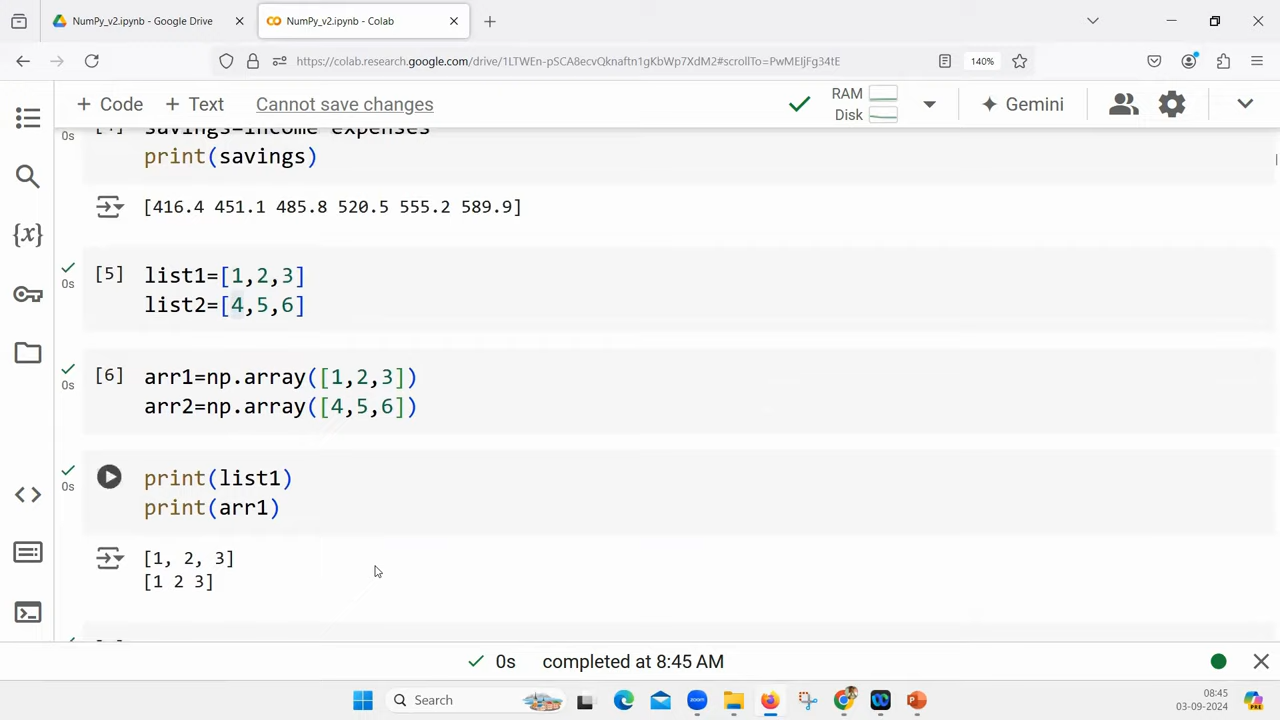 NumPy_v2.ipynb - Google Drive
NumPy_v2.ipynb - Colab
https://colab.research.google.com/drive/1LTWEn-pSCA8ecvQknaftn1gKbWp7XdM2#scrollTo=PwMEIjFg34tE
140%
+ Code + Text Cannot save changes
RAM
Disk
Gemini
0s
print(savings)
[416.4 451.1 485.8 520.5 555.2 589.9]
[5] list1=[1,2,3]
0s list2=[4,5,6]
[6] arr1=np.array([1,2,3])
0s arr2=np.array([4,5,6])
print(list1)
0s print(arr1)
[1, 2, 3]
[1 2 3]
{x}
0s completed at 8:45 AM
Search
08:45
03-09-2024
PRE